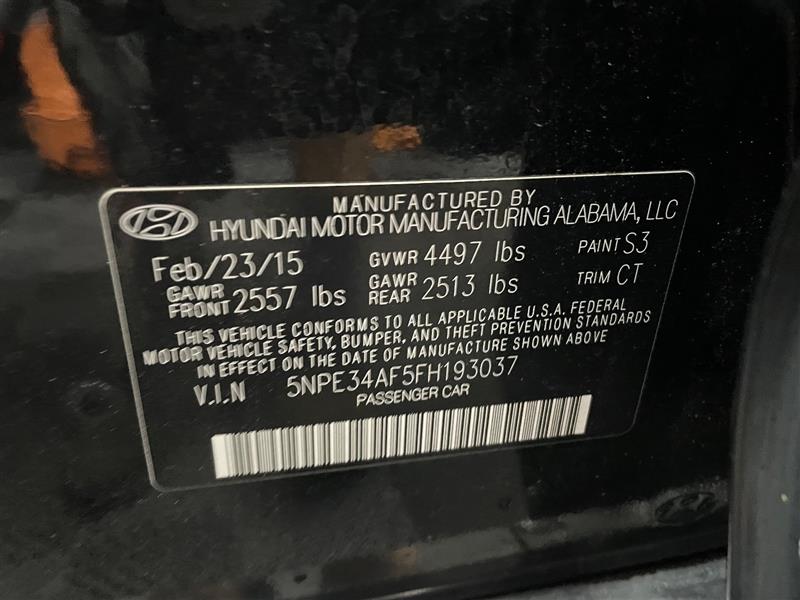 MANUFACTURED BY
HYUNDAI MOTOR MANUFACTURING ALABAMA, LLC
Feb/23/15 GVWR 4497 lbs PAINT S3
GAWR FRONT 2557 lbs GAWR REAR 2513 lbs TRIM CT
THIS VEHICLE CONFORMS TO ALL APPLICABLE U.S.A. FEDERAL
MOTOR VEHICLE SAFETY, BUMPER, AND THEFT PREVENTION STANDARDS
IN EFFECT ON THE DATE OF MANUFACTURE SHOWN ABOVE
V.I.N 5NPE34AF5FH193037
PASSENGER CAR